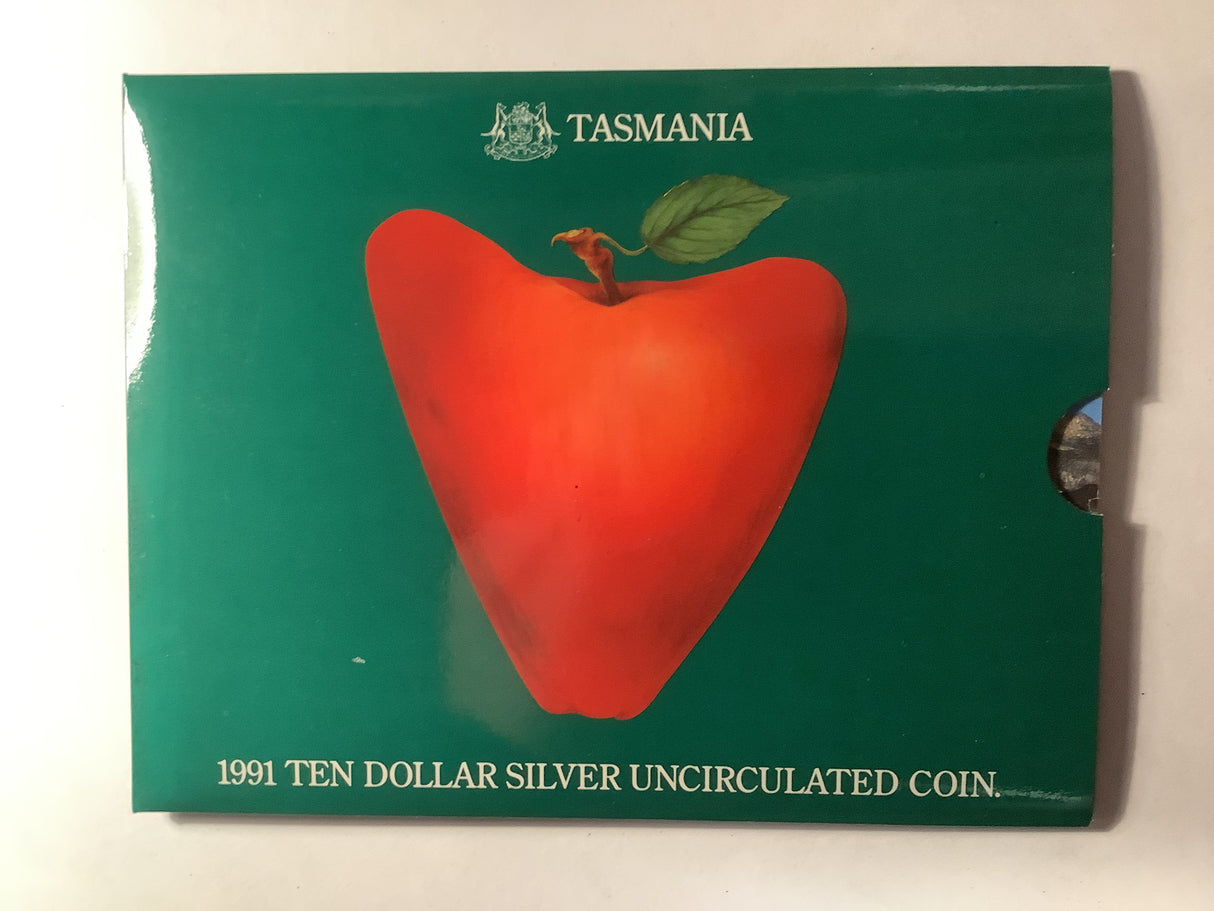 TASMANIA
1991 TEN DOLLAR SILVER UNCIRCULATED COIN.